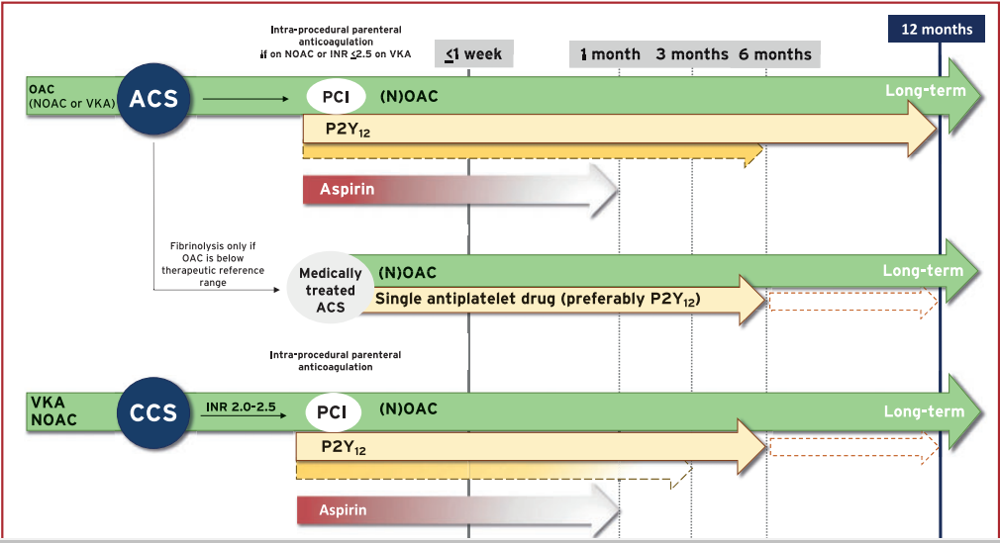 Intra-procedural parenteral
anticoagulation
if on NOAC or INR ≤2.5 on VKA
≤1 week
1 month
3 months
6 months
12 months
OAC
(NOAC or VKA)
ACS
PCI
(N)OAC
Long-term
P2Y₁₂
Aspirin
Fibrinolysis only if
OAC is below
therapeutic reference
range
Medically
treated
ACS
(N)OAC
Long-term
Single antiplatelet drug (preferably P2Y₁₂)
Intra-procedural parenteral
anticoagulation
VKA
NOAC
CCS
INR 2.0-2.5
PCI
(N)OAC
Long-term
P2Y₁₂
Aspirin